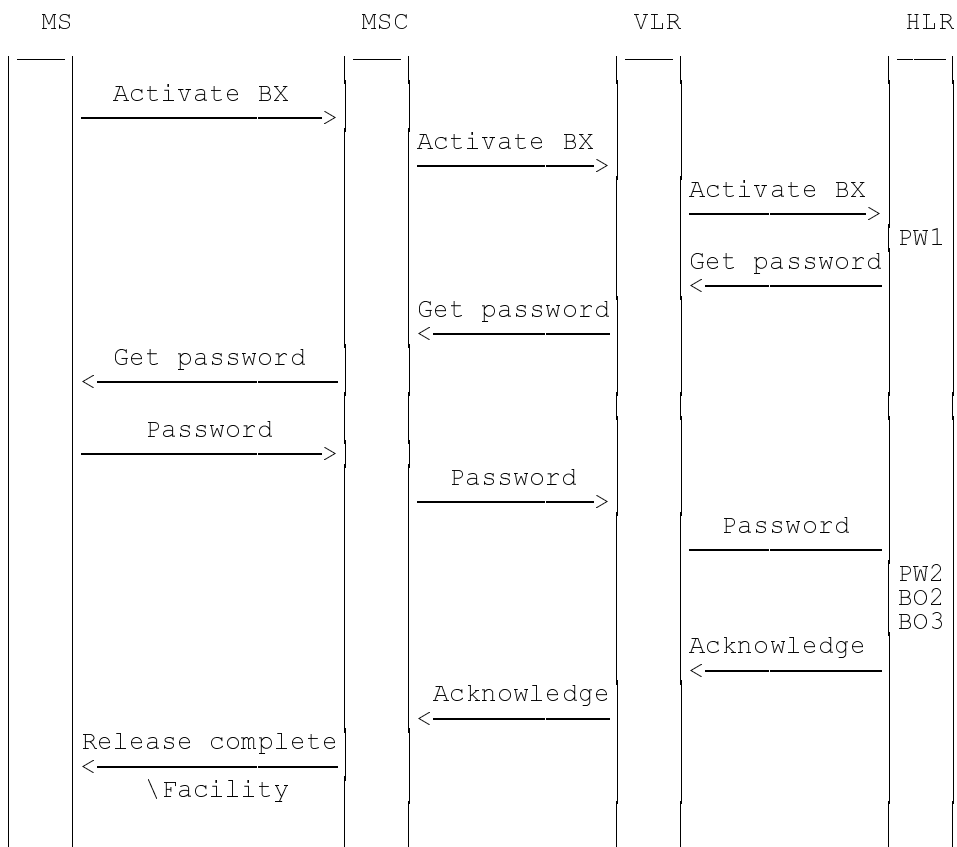 MS MSC VLR HLR
Activate BX
Activate BX
Activate BX
PW1
Get password
Get password
Get password
Password
Password
Password
PW2
BO2
BO3
Acknowledge
Acknowledge
Release complete
\Facility